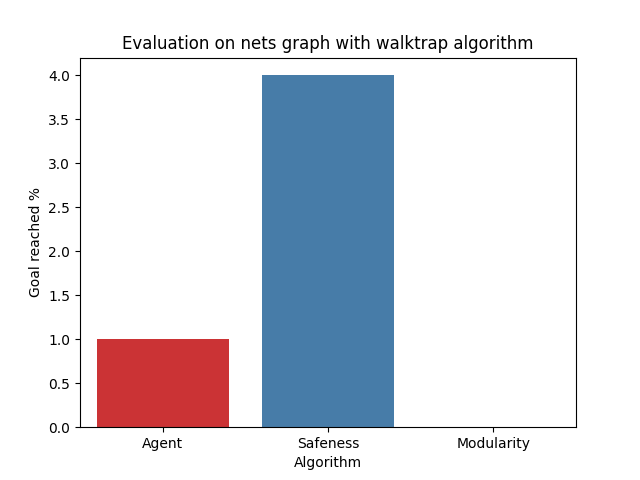 Evaluation on nets graph with walktrap algorithm
Goal reached %
4.0
3.5
3.0
2.5
2.0
1.5
1.0
0.5
0.0
Agent Safeness Modularity
Algorithm